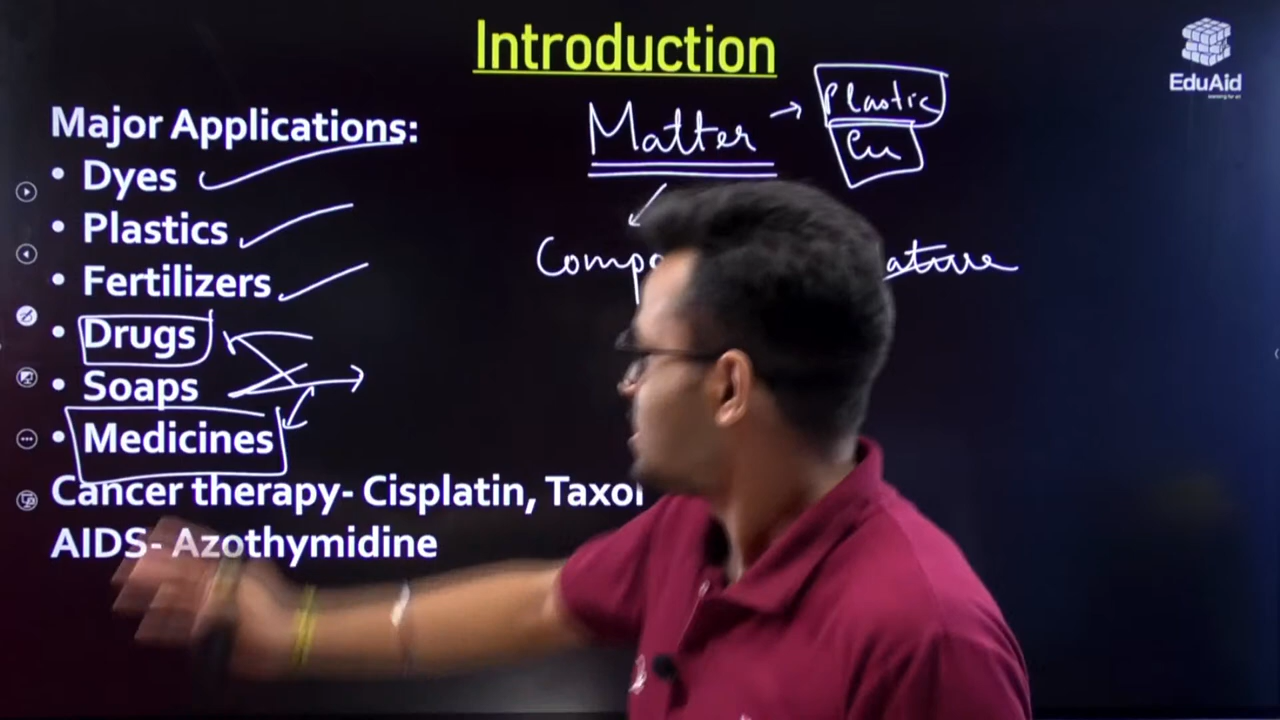 Introduction
EduAid
Major Applications:
• Dyes
• Plastics
• Fertilizers
• Drugs
• Soaps
• Medicines
Cancer therapy- Cisplatin, Taxol
AIDS- Azothymidine
Matter → Plastic
Cu